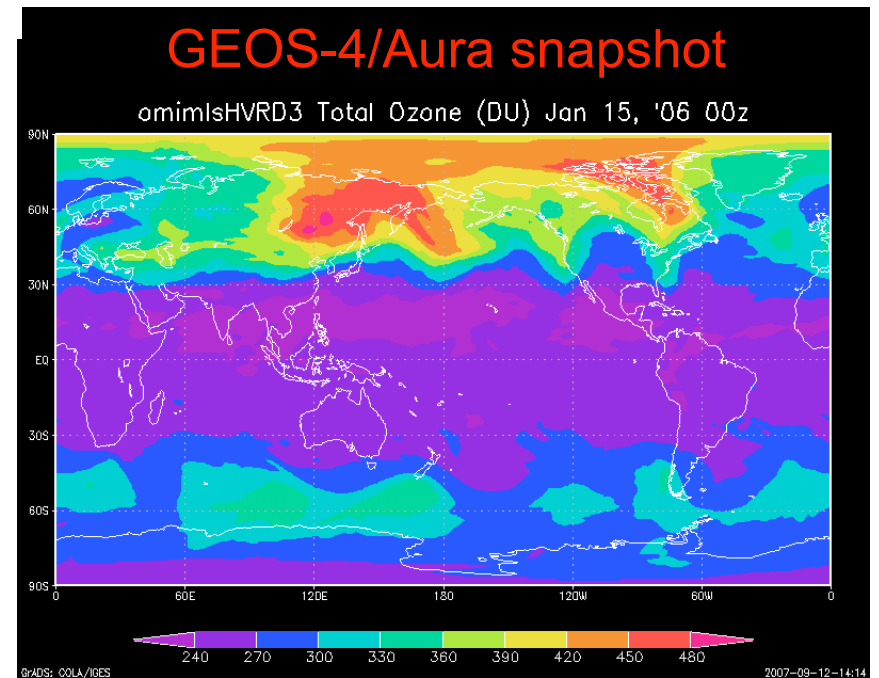 GEOS-4/Aura snapshot
omimlsHVRD3 Total Ozone (DU) Jan 15, '06 00z
90N
60N
30N
EQ
30S
60S
90S
0 60E 120E 180 120W 60W 0
240 270 300 330 360 390 420 450 480
GrADS: COLA/IGES 2007-09-12-14:14